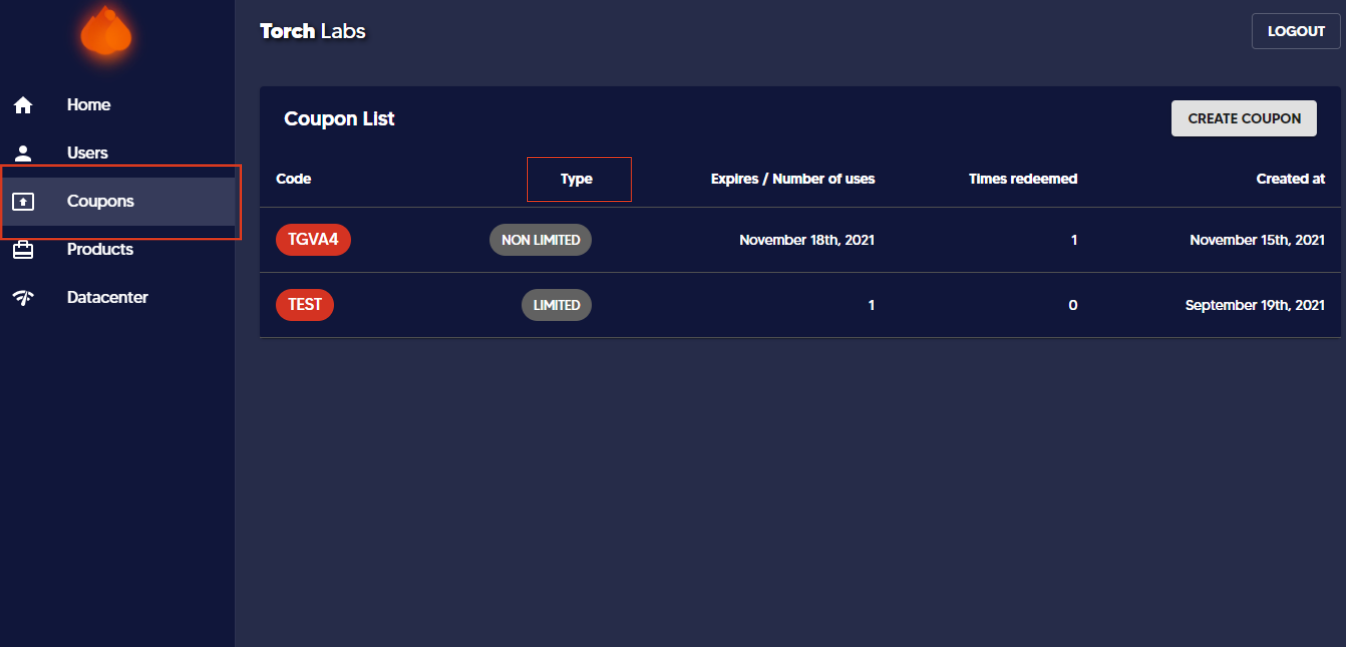 Torch Labs
LOGOUT
Home
Users
Coupons
Products
Datacenter
Coupon List
CREATE COUPON
Code Type Expires / Number of uses Times redeemed Created at
TGVA4 NON LIMITED November 18th, 2021 1 November 15th, 2021
TEST LIMITED 1 0 September 19th, 2021